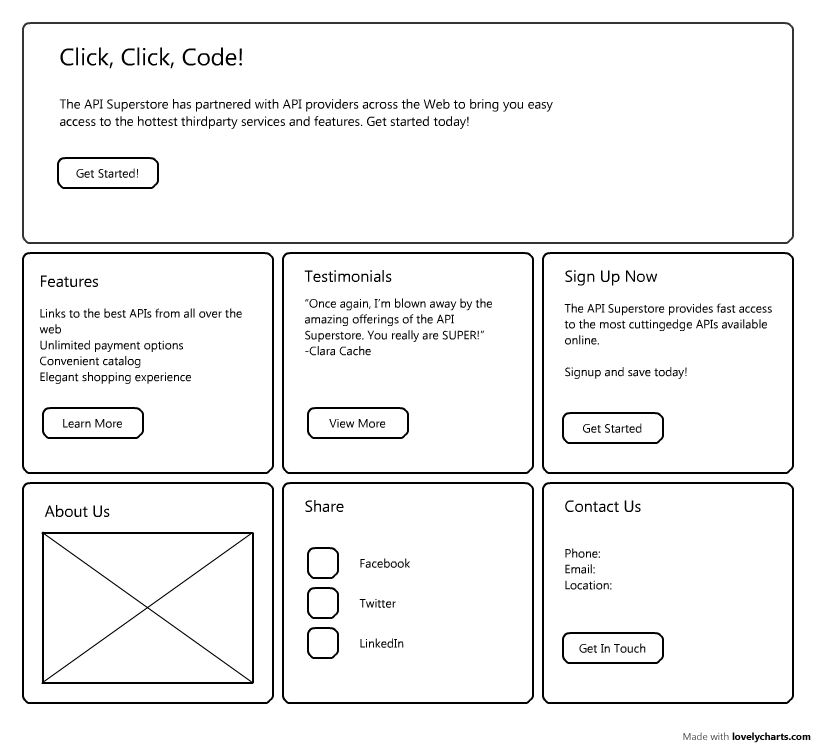 Click, Click, Code!
The API Superstore has partnered with API providers across the Web to bring you easy
access to the hottest thirdparty services and features. Get started today!
Get Started!
Features
Links to the best APIs from all over the
web
Unlimited payment options
Convenient catalog
Elegant shopping experience
Learn More
Testimonials
“Once again, I’m blown away by the
amazing offerings of the API
Superstore. You really are SUPER!”
-Clara Cache
View More
Sign Up Now
The API Superstore provides fast access
to the most cuttingedge APIs available
online.
Signup and save today!
Get Started
About Us
Share
Facebook
Twitter
LinkedIn
Contact Us
Phone:
Email:
Location:
Get In Touch
Made with lovelycharts.com